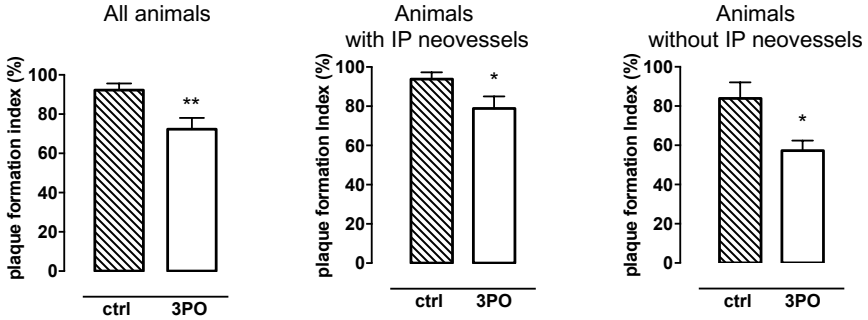 All animals
plaque formation index (%)
100
80
60
40
20
0
**
ctrl 3PO
Animals
with IP neovessels
plaque formation Index (%)
100
80
60
40
20
0
*
ctrl 3PO
Animals
without IP neovessels
plaque formation Index (%)
100
80
60
40
20
0
*
ctrl 3PO